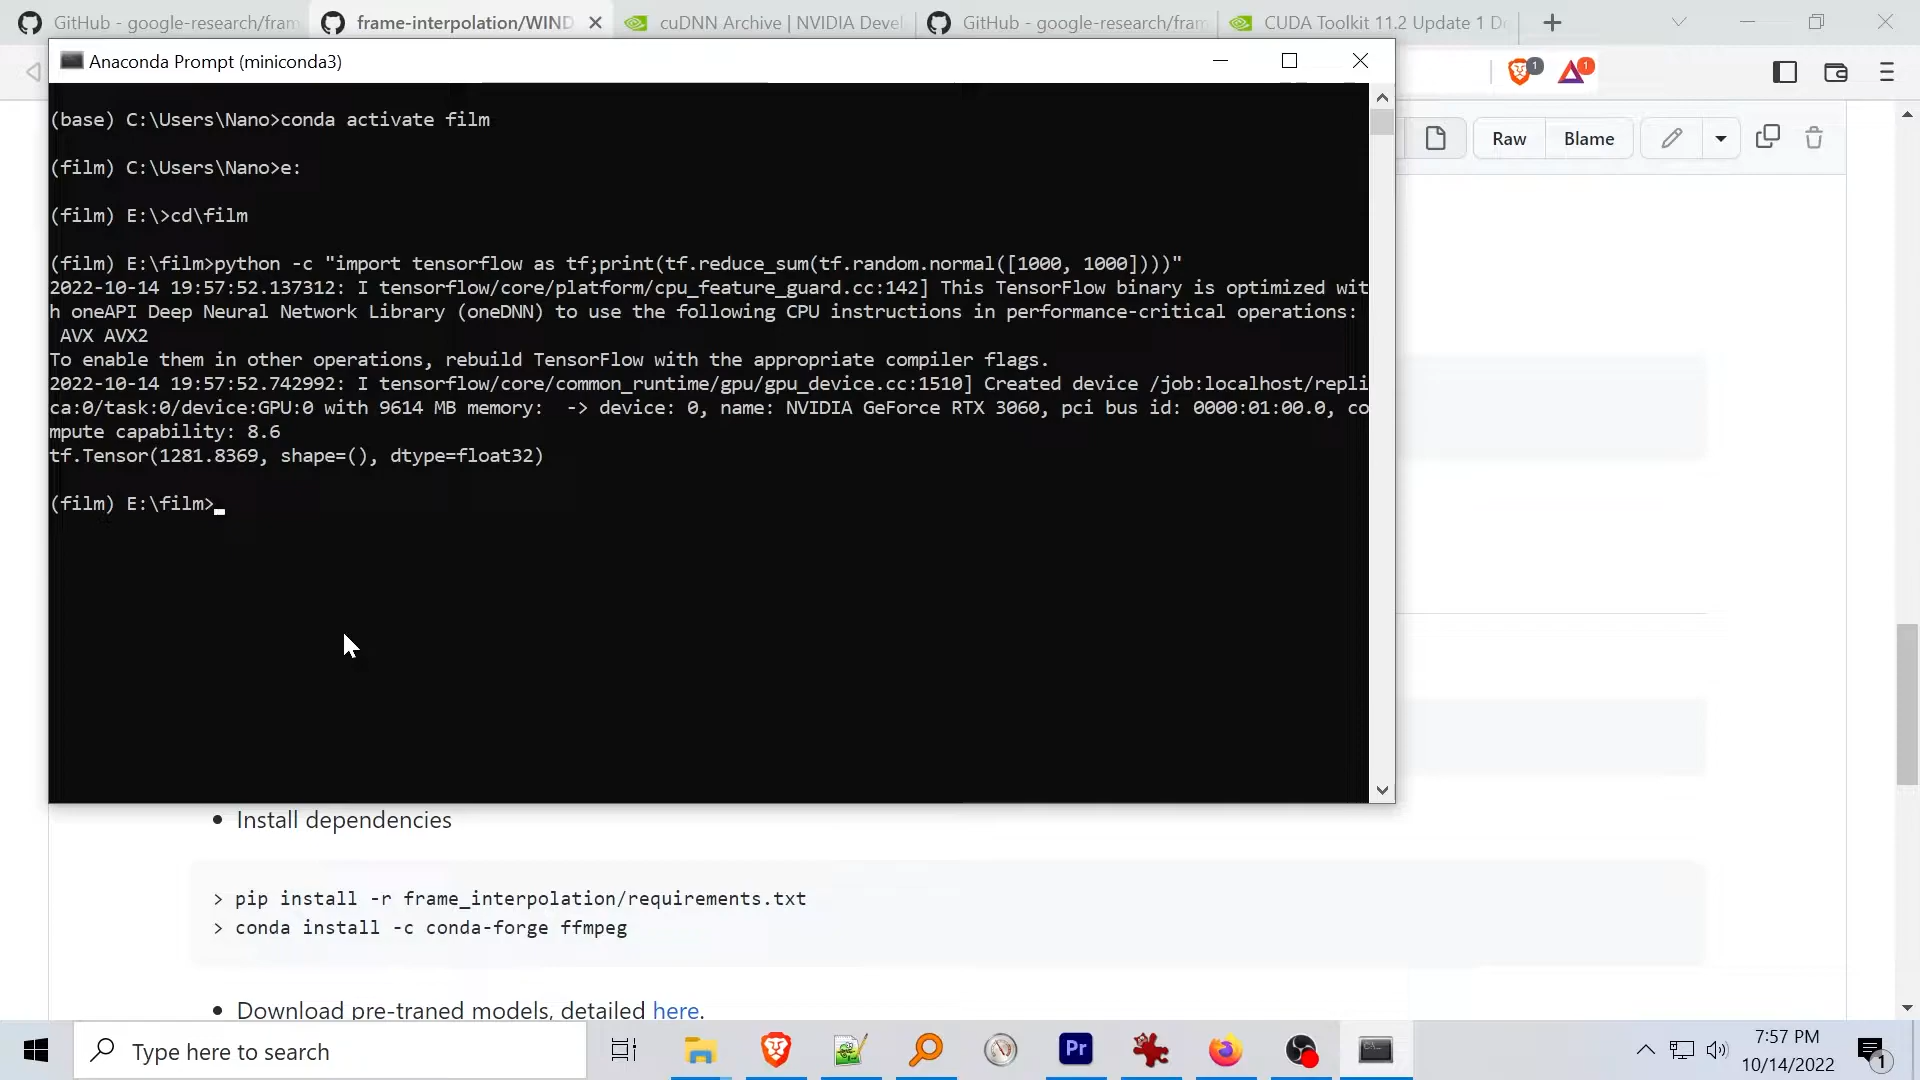 GitHub - google-research/fram
frame-interpolation/WIND
cuDNN Archive | NVIDIA Devel
GitHub - google-research/fram
CUDA Toolkit 11.2 Update 1 Do
Anaconda Prompt (miniconda3)
1
1
Raw
Blame
(base) C:\Users\Nano>conda activate film
(film) C:\Users\Nano>e:
(film) E:\>cd\film
(film) E:\film>python -c "import tensorflow as tf;print(tf.reduce_sum(tf.random.normal([1000, 1000])))"
2022-10-14 19:57:52.137312: I tensorflow/core/platform/cpu_feature_guard.cc:142] This TensorFlow binary is optimized wit
h oneAPI Deep Neural Network Library (oneDNN) to use the following CPU instructions in performance-critical operations:
AVX AVX2
To enable them in other operations, rebuild TensorFlow with the appropriate compiler flags.
2022-10-14 19:57:52.742992: I tensorflow/core/common_runtime/gpu/gpu_device.cc:1510] Created device /job:localhost/repli
ca:0/task:0/device:GPU:0 with 9614 MB memory:  -> device: 0, name: NVIDIA GeForce RTX 3060, pci bus id: 0000:01:00.0, co
mpute capability: 8.6
tf.Tensor(1281.8369, shape=(), dtype=float32)
(film) E:\film>
• Install dependencies
> pip install -r frame_interpolation/requirements.txt
> conda install -c conda-forge ffmpeg
• Download pre-traned models, detailed here.
Type here to search
Pr
7:57 PM
10/14/2022
1